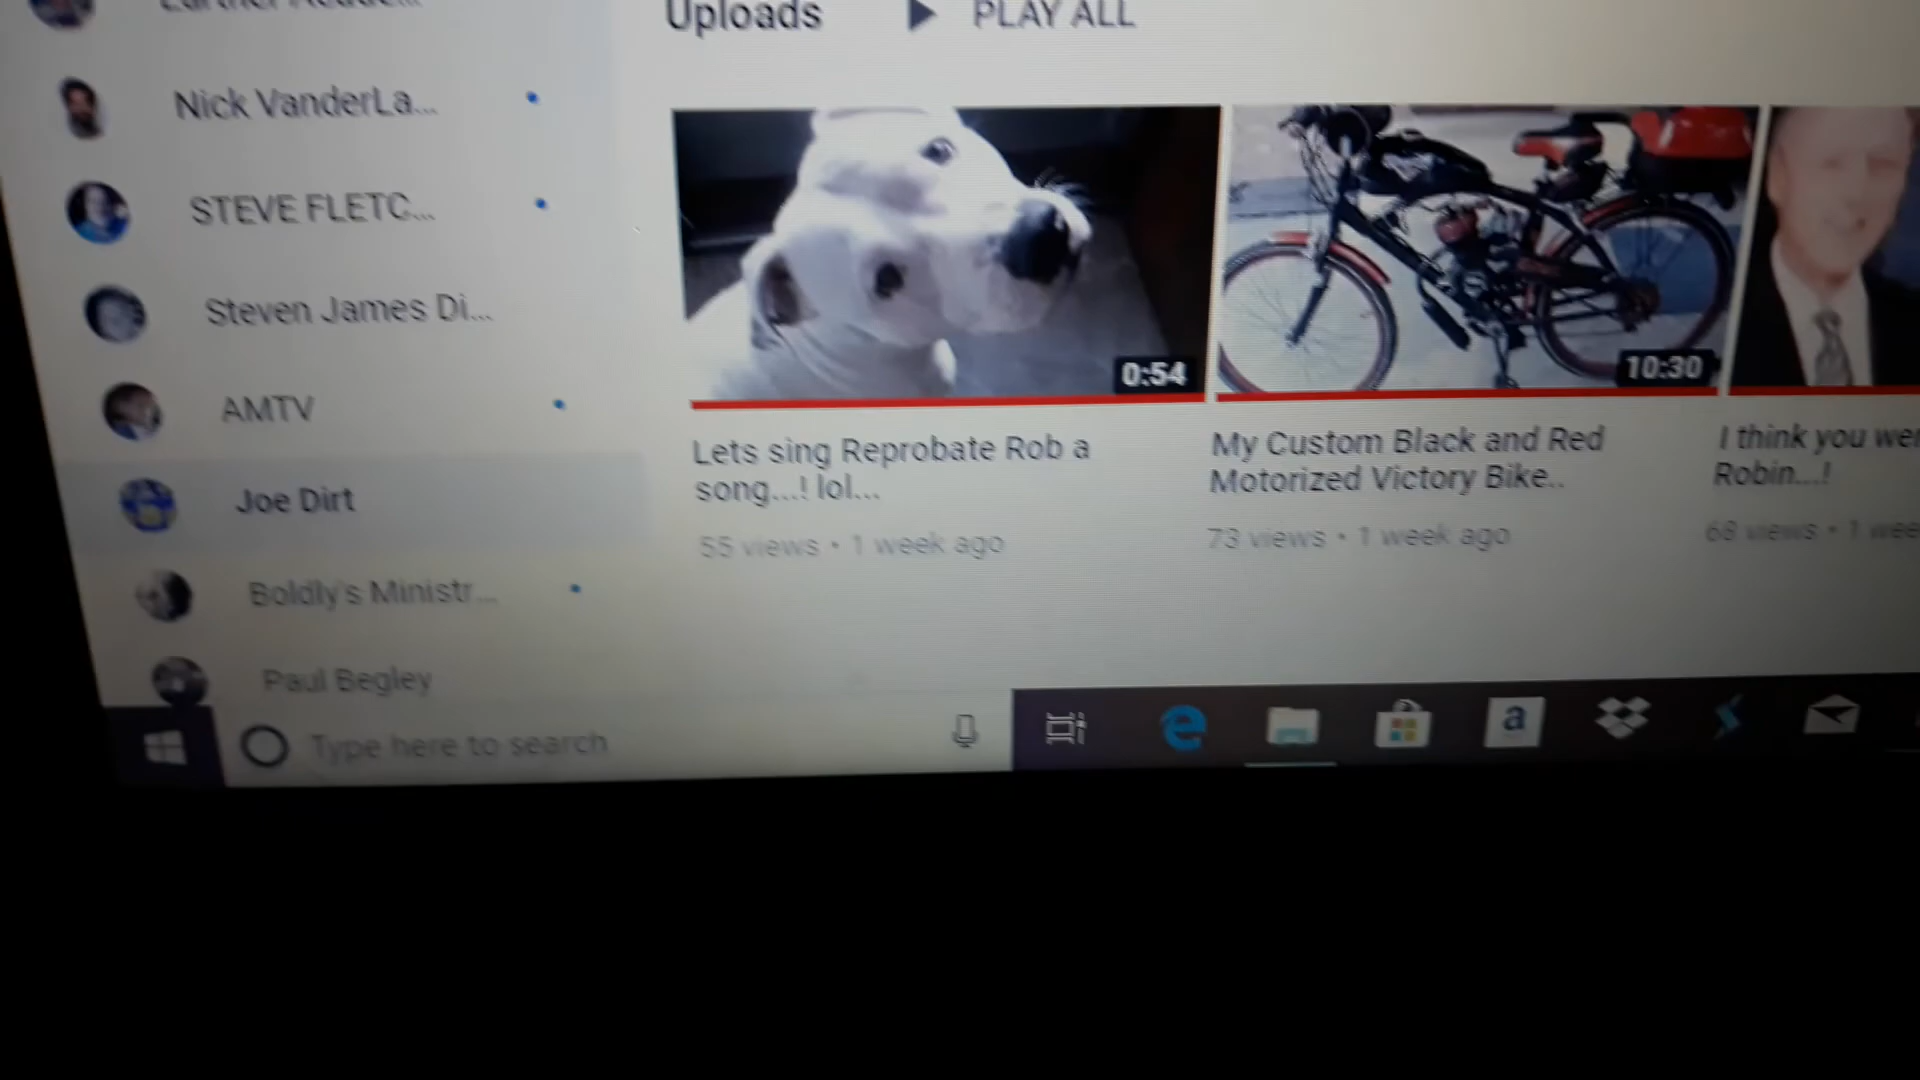 Uploads
PLAY ALL
Nick VanderLa...
STEVE FLETC...
Steven James Di...
AMTV
Joe Dirt
Boldly's Ministr...
Paul Begley
0:54
Lets sing Reprobate Rob a
song...! lol...
55 views • 1 week ago
10:30
My Custom Black and Red
Motorized Victory Bike..
73 views • 1 week ago
I think you
Robin...!
68 views • 1
Type here to search
a